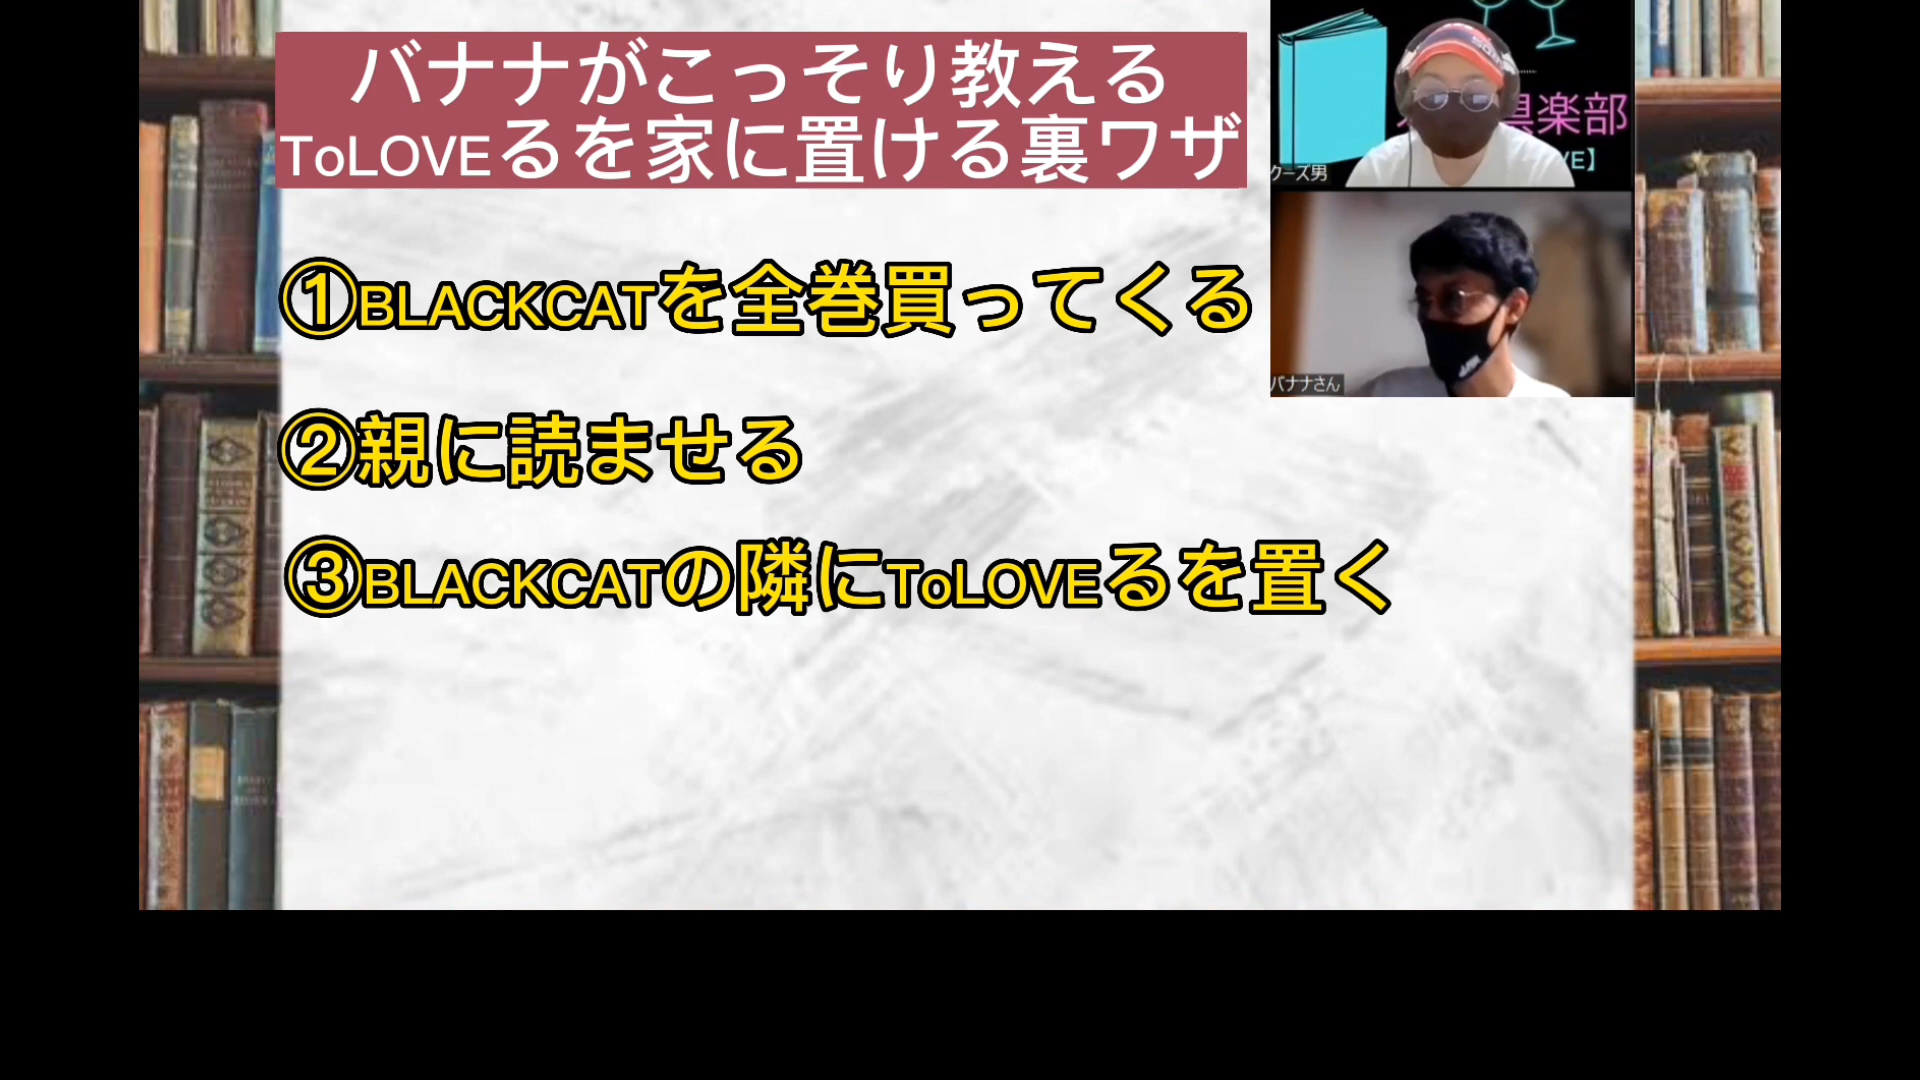 バナナがこっそり教える
ToLOVEるを家に置ける裏ワザ
①BLACKCATを全巻買ってくる
②親に読ませる
③BLACKCATの隣にToLOVEるを置く
倶楽部
VE】
クーズ男
バナナさん